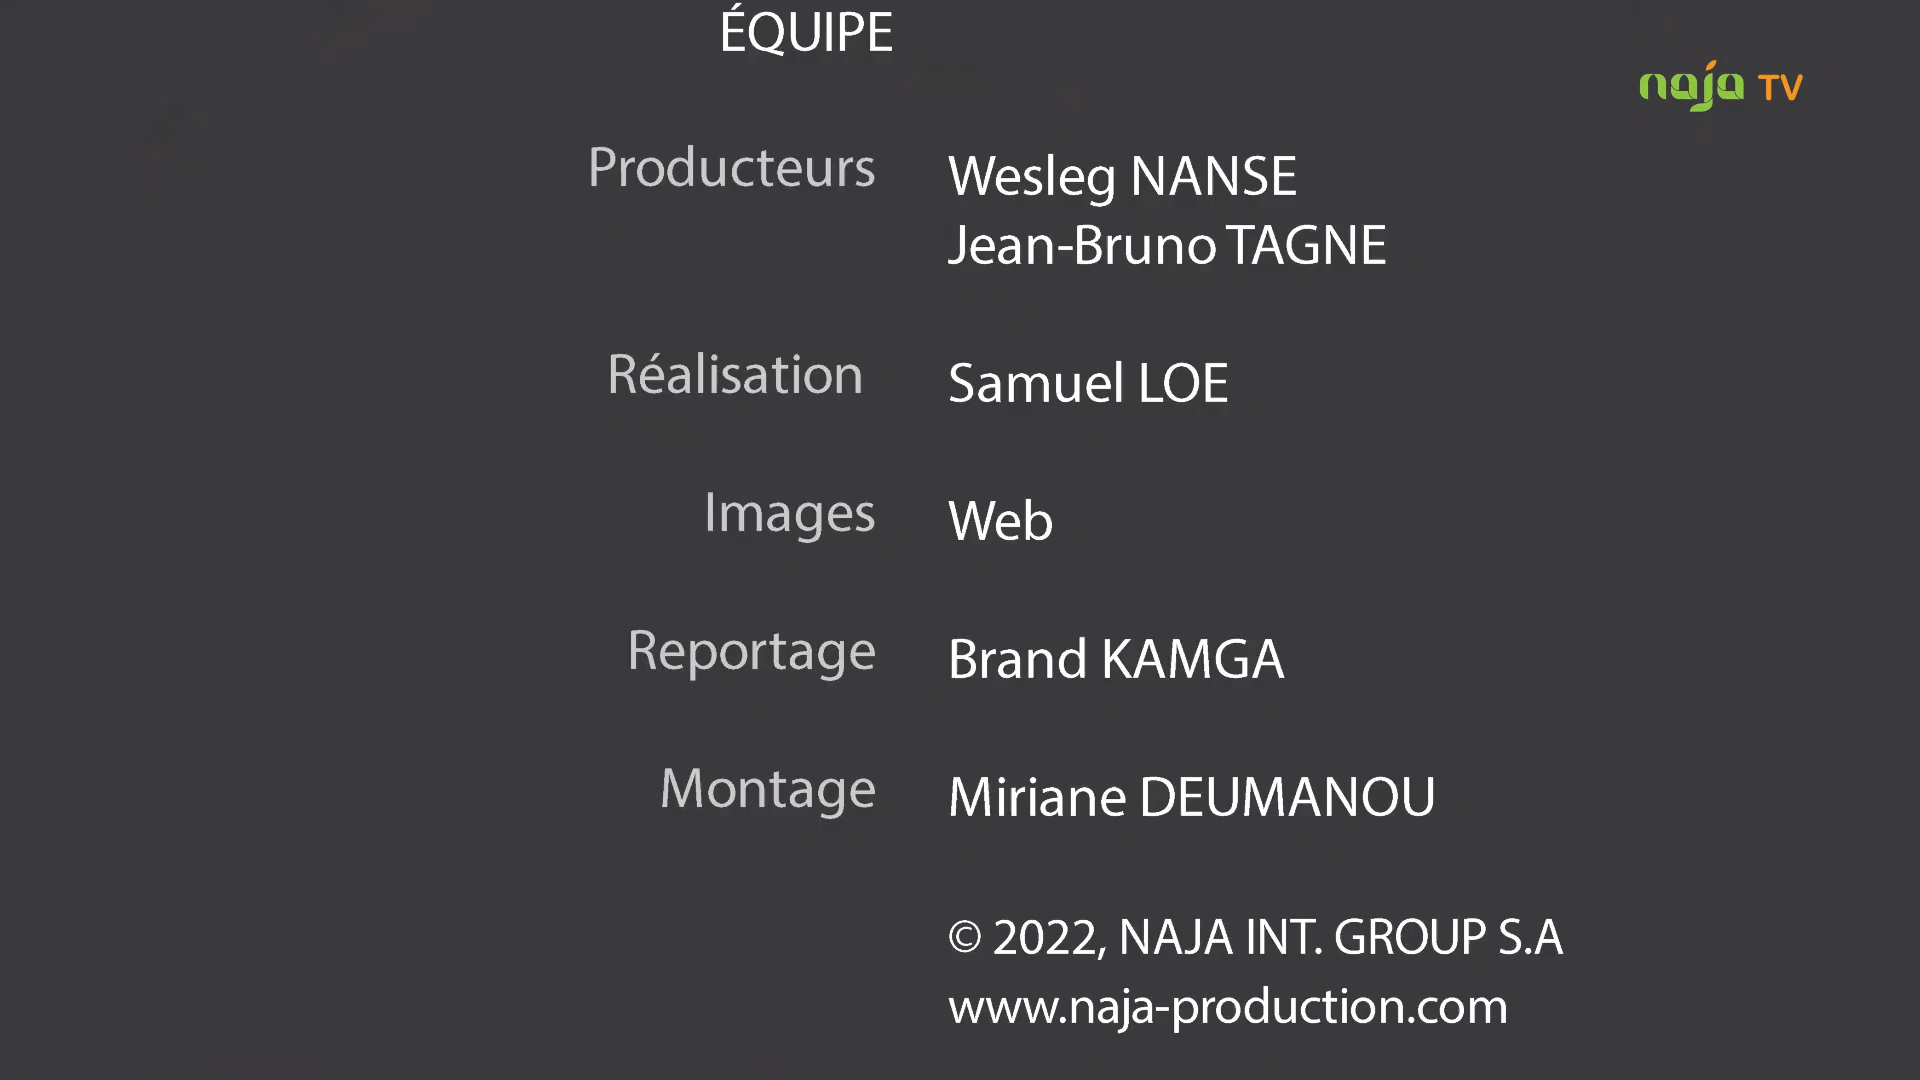 ÉQUIPE
naja TV
Producteurs Wesleg NANSE
Jean-Bruno TAGNE
Réalisation Samuel LOE
Images Web
Reportage Brand KAMGA
Montage Miriane DEUMANOU
© 2022, NAJA INT. GROUP S.A
www.naja-production.com